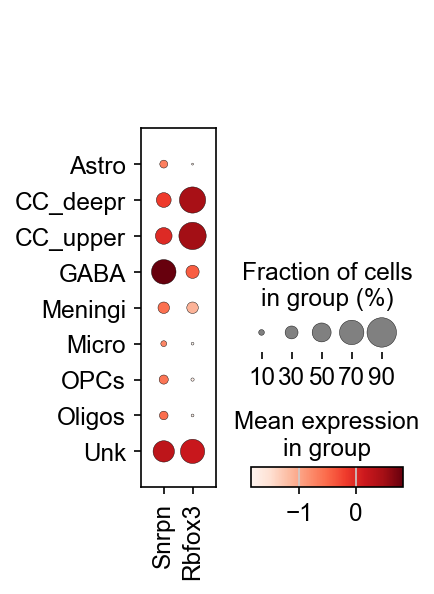 Astro
CC_deepr
CC_upper
GABA
Meningi
Micro
OPCs
Oligos
Unk
Snrpn
Rbfox3
Fraction of cells
in group (%)
10 30 50 70 90
Mean expression
in group
−1 0